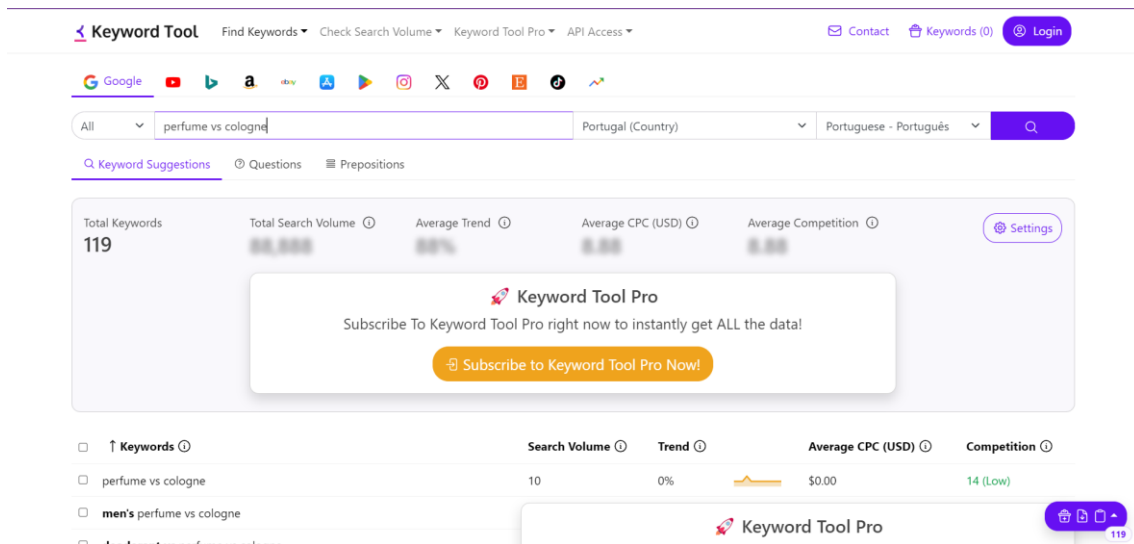 Keyword Tool Find Keywords Check Search Volume Keyword Tool Pro API Access Contact Keywords (0) Login
Google a ebay
All perfume vs cologne Portugal (Country) Portuguese - Português
Keyword Suggestions Questions Prepositions
Total Keywords Total Search Volume Average Trend Average CPC (USD) Average Competition Settings
119
Keyword Tool Pro
Subscribe To Keyword Tool Pro right now to instantly get ALL the data!
Subscribe to Keyword Tool Pro Now!
↑ Keywords Search Volume Trend Average CPC (USD) Competition
perfume vs cologne 10 0% $0.00 14 (Low)
men's perfume vs cologne
Keyword Tool Pro
119